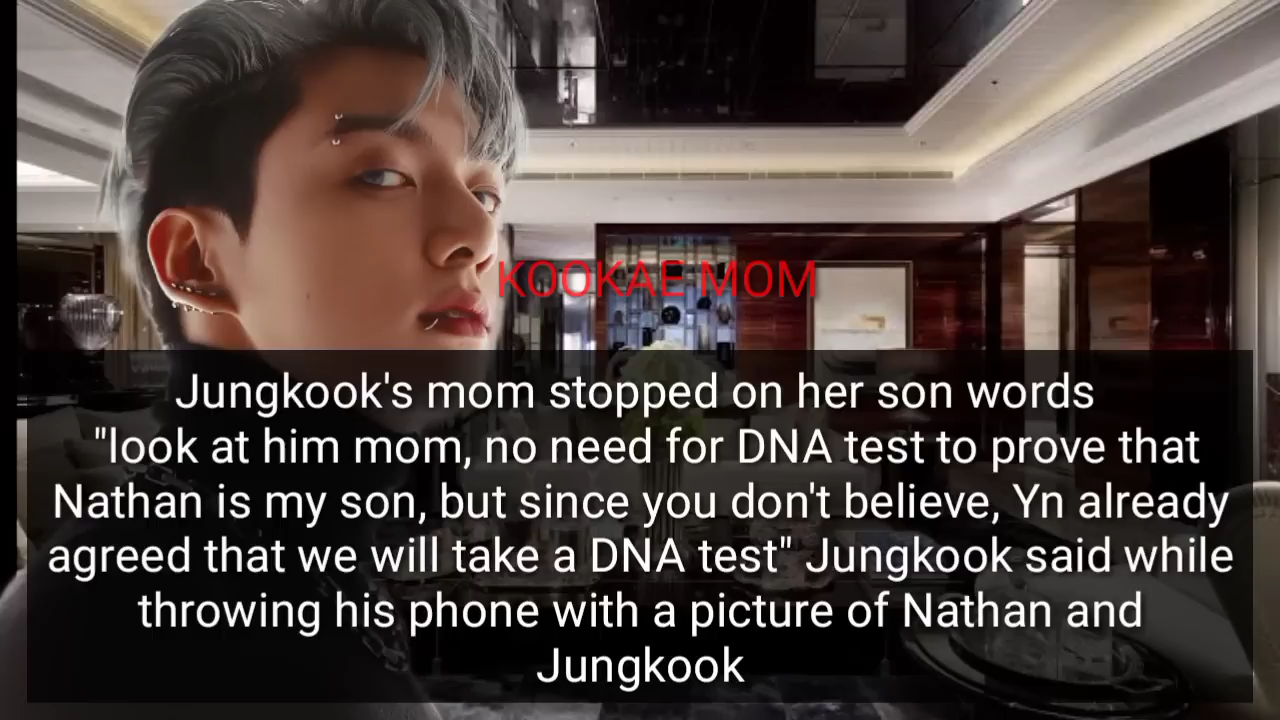 KOOKAE MOM
Jungkook's mom stopped on her son words
"look at him mom, no need for DNA test to prove that
Nathan is my son, but since you don't believe, Yn already
agreed that we will take a DNA test" Jungkook said while
throwing his phone with a picture of Nathan and
Jungkook